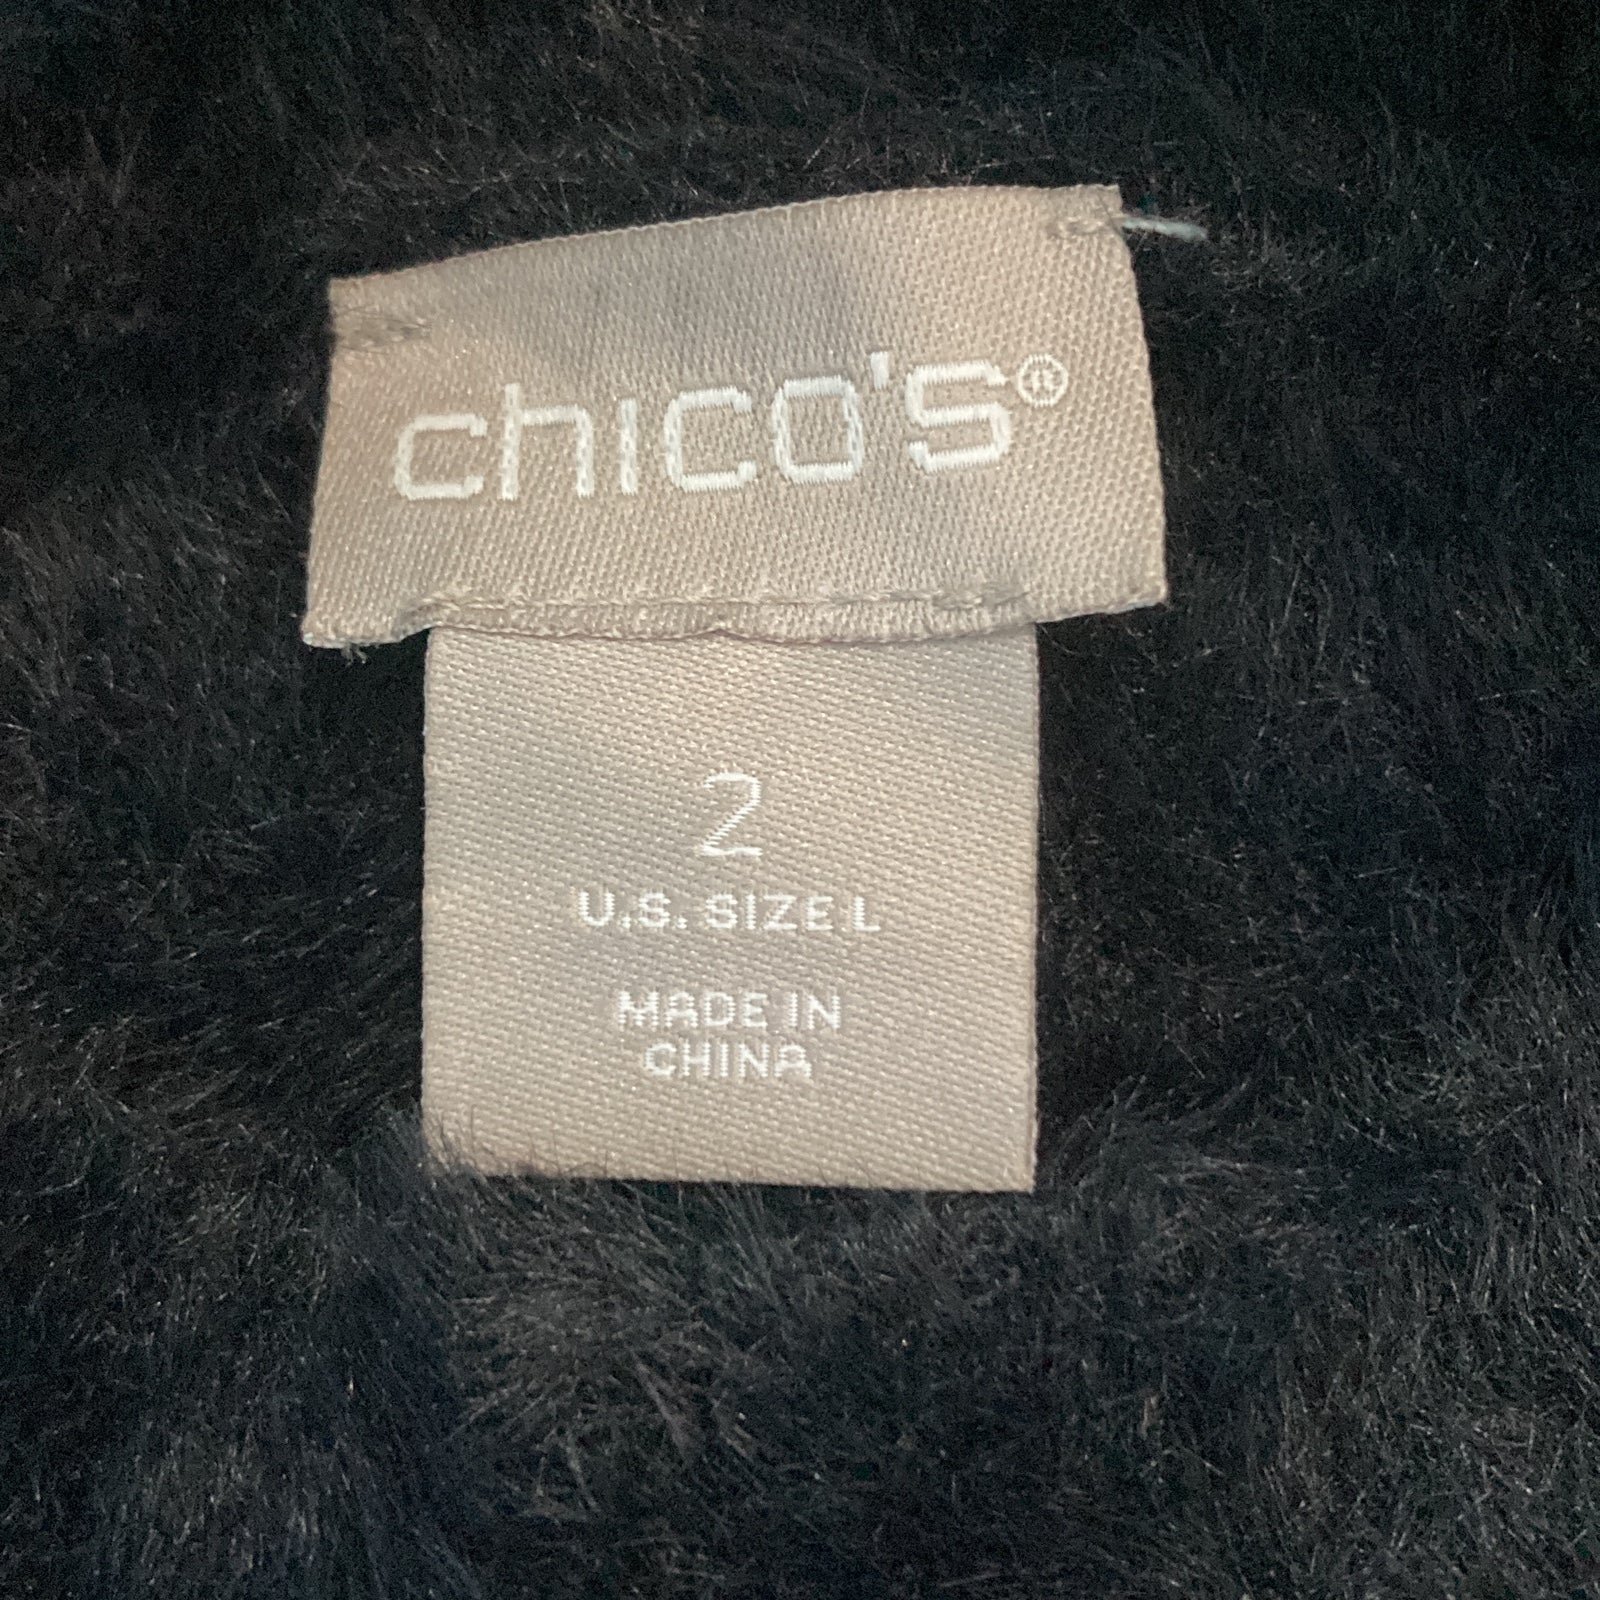 chico's®
2
U.S. SIZE L
MADE IN
CHINA